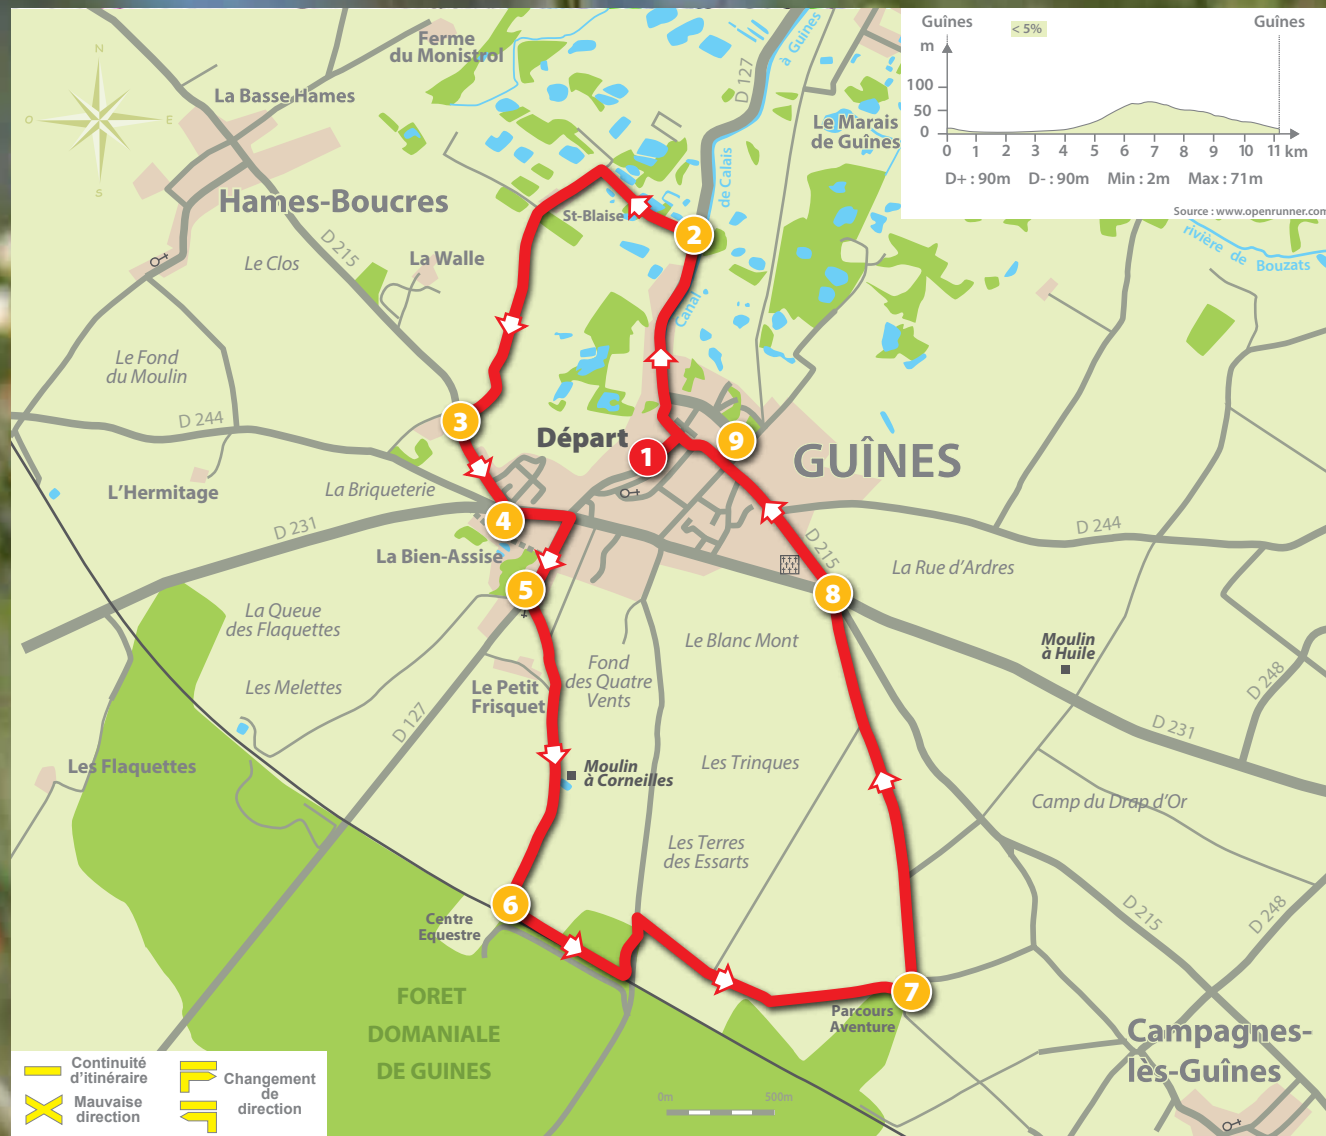 Guînes
Guînes
< 5%
m
100
50
0
0 1 2 3 4 5 6 7 8 9 10 11 km
D+ : 90m D- : 90m Min : 2m Max : 71m
Source : www.openrunner.com
N
O
E
S
Ferme
du Monistrol
La Basse Hames
à Guînes
D 127
Le Marais
de Guînes
de Calais
Hames-Boucres
St-Blaise
2
rivière de Bouzats
D 215
Le Clos
La Walle
Canal
Le Fond
du Moulin
D 244
3
Départ
1
9
GUÎNES
L'Hermitage
La Briqueterie
D 231
4
D 244
La Bien-Assise
D 215
La Rue d'Ardres
5
8
La Queue
des Flaquettes
Le Blanc Mont
Moulin
à Huile
Fond
des Quatre
Vents
Les Melettes
Le Petit
Frisquet
D 248
D 127
D 231
Les Flaquettes
Moulin
à Corneilles
Les Trinques
Camp du Drap d'Or
Les Terres
des Essarts
6
Centre
Equestre
D 215
D 248
FORET
DOMANIALE
DE GUINES
7
Parcours
Aventure
Campagnes-
lès-Guînes
Continuité
d'itinéraire
Mauvaise
direction
Changement
de
direction
0m
500m